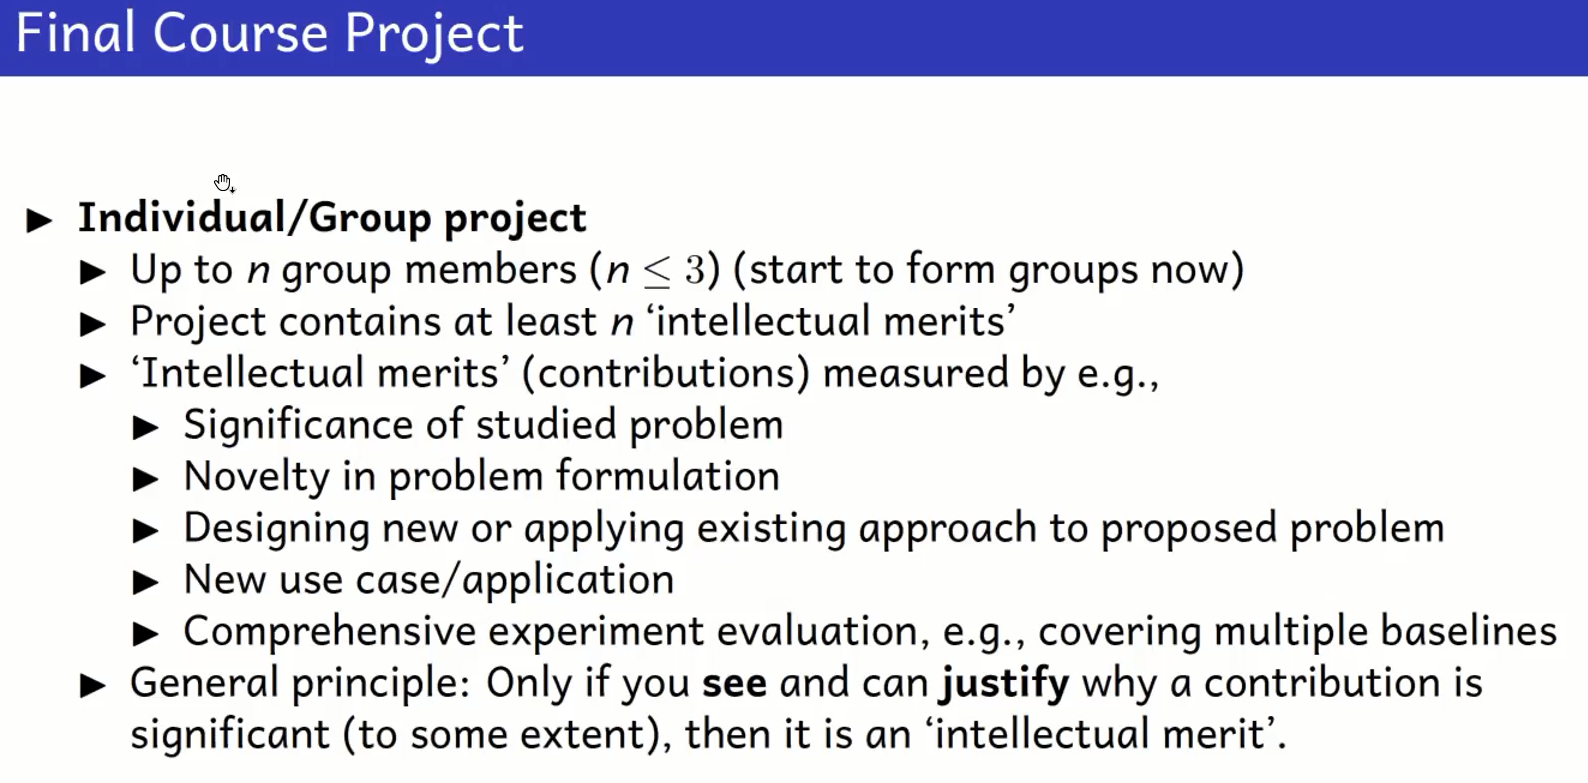 Final Course Project
▶ Individual/Group project
▶ Up to n group members (n ≤ 3) (start to form groups now)
▶ Project contains at least n ‘intellectual merits’
▶ ‘Intellectual merits’ (contributions) measured by e.g.,
▶ Significance of studied problem
▶ Novelty in problem formulation
▶ Designing new or applying existing approach to proposed problem
▶ New use case/application
▶ Comprehensive experiment evaluation, e.g., covering multiple baselines
▶ General principle: Only if you see and can justify why a contribution is
significant (to some extent), then it is an ‘intellectual merit’.